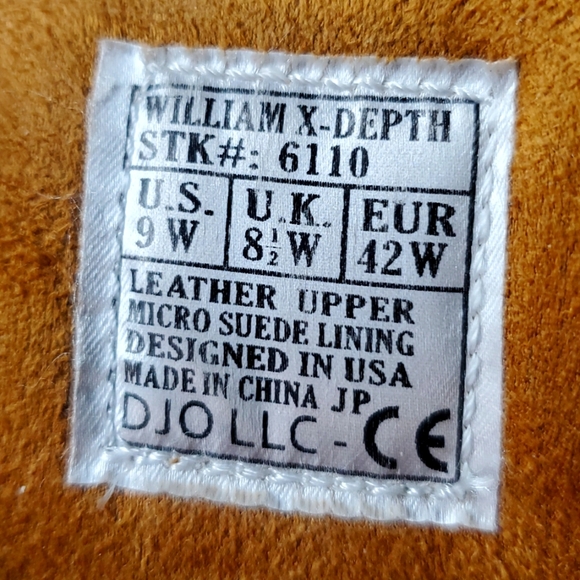 WILLIAM X-DEPTH
STK#: 6110
U.S. U.K. EUR
9 W 8½ W 42 W
LEATHER UPPER
MICRO SUEDE LINING
DESIGNED IN USA
MADE IN CHINA JP
DJO LLC - CE